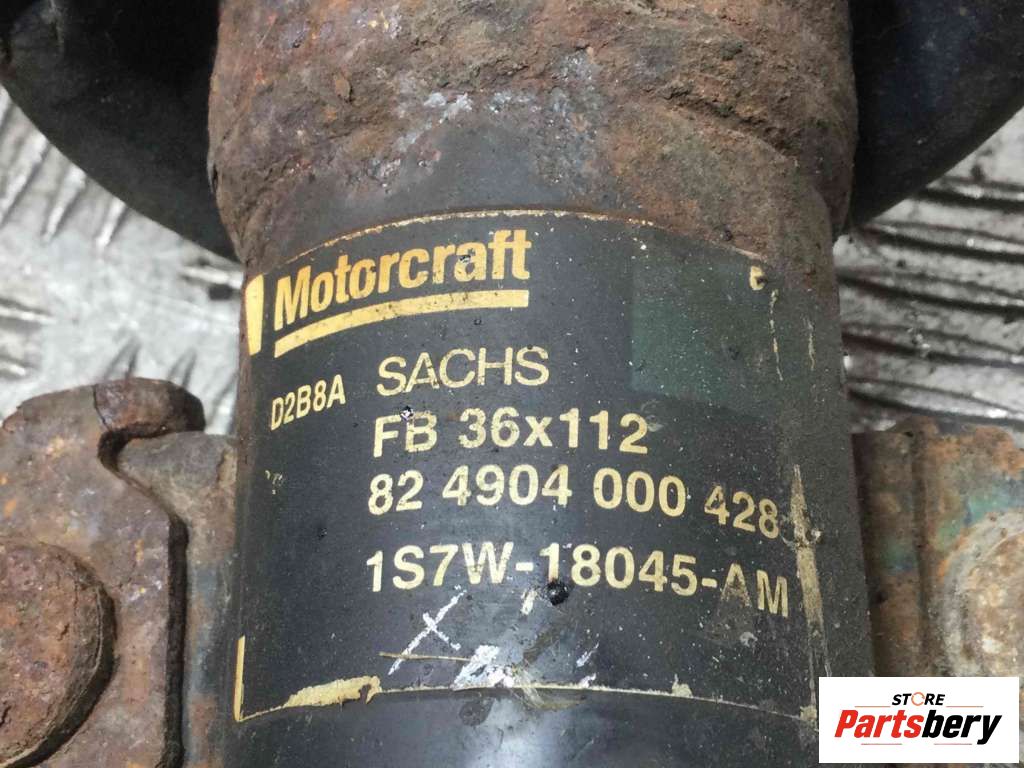 Motorcraft
D2B8A SACHS
FB 36x112
82 4904 000 428
1S7W-18045-AM
STORE
Partsbery